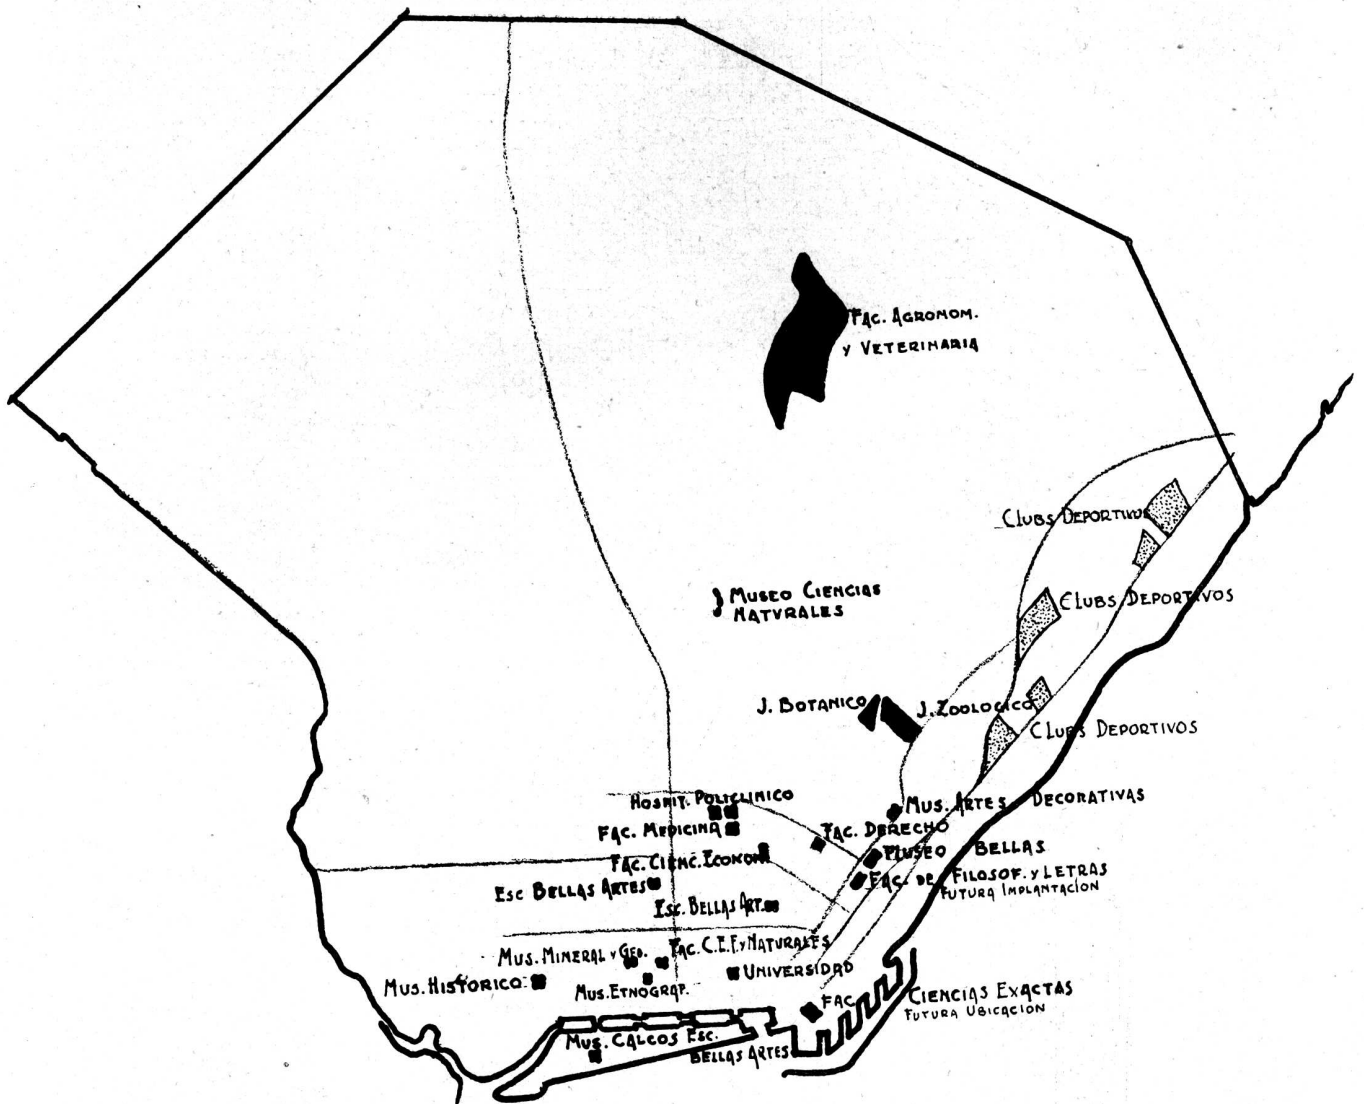 FAC. AGRONOM.
Y VETERINARIA
CLUBS DEPORTIVOS
MUSEO CIENCIAS
NATVRALES
CLUBS DEPORTIVOS
J. BOTANICO
J. ZOOLOGICO
CLUBS DEPORTIVOS
HOSPIT. POLICLINICO
MUS. ARTES DECORATIVAS
FAC. MEDICINA
FAC. DERECHO
FAC. CIENC. ECONOM
MUSEO BELLAS
ESC BELLAS ARTES
FAC. DE FILOSOF. Y LETRAS
FUTURA IMPLANTACION
ESC. BELLAS ART.
MUS. MINERAL Y GEO.
FAC. C. E. F. Y NATURALES
MUS. HISTORICO
MUS. ETNOGRAF.
UNIVERSIDAD
FAC. CIENCIAS EXACTAS
FUTURA UBICACION
MUS. CALCOS ESC.
BELLAS ARTES